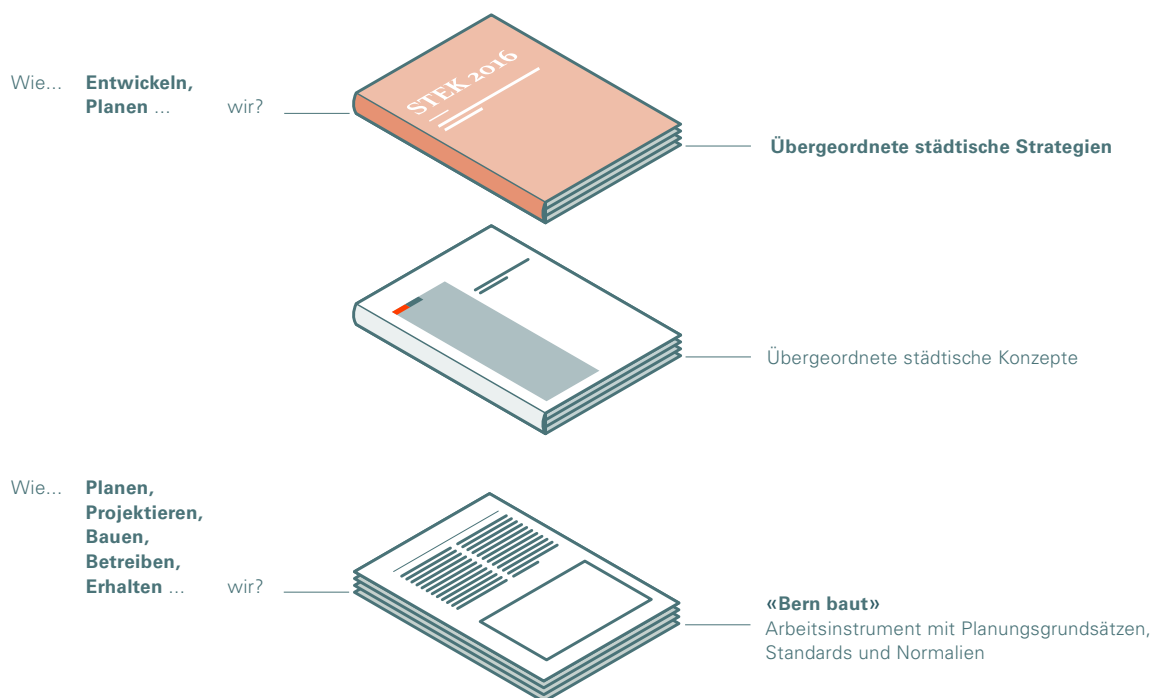 STEK 2016
Wie... Entwickeln,
Planen ... wir?
Übergeordnete städtische Strategien
Übergeordnete städtische Konzepte
Wie... Planen,
Projektieren,
Bauen,
Betreiben,
Erhalten ... wir?
«Bern baut»
Arbeitsinstrument mit Planungsgrundsätzen,
Standards und Normalien